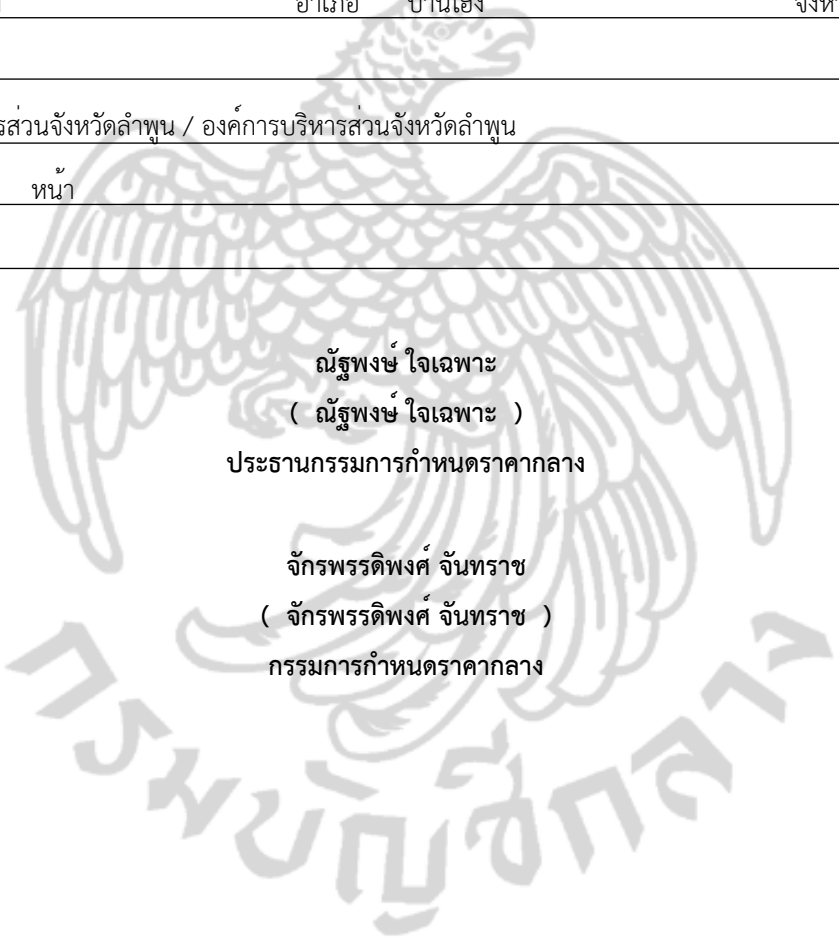 อำเภอ บ้านโฮ่ง
รส่วนจังหวัดลำพูน / องค์การบริหารส่วนจังหวัดลำพูน
หน้า
ณัฐพงษ์ ใจเฉพาะ
( ณัฐพงษ์ ใจเฉพาะ )
ประธานกรรมการกำหนดราคากลาง
จักรพรรดิพงศ์ จันทราช
( จักรพรรดิพงศ์ จันทราช )
กรรมการกำหนดราคากลาง
กรมบัญชีกลาง